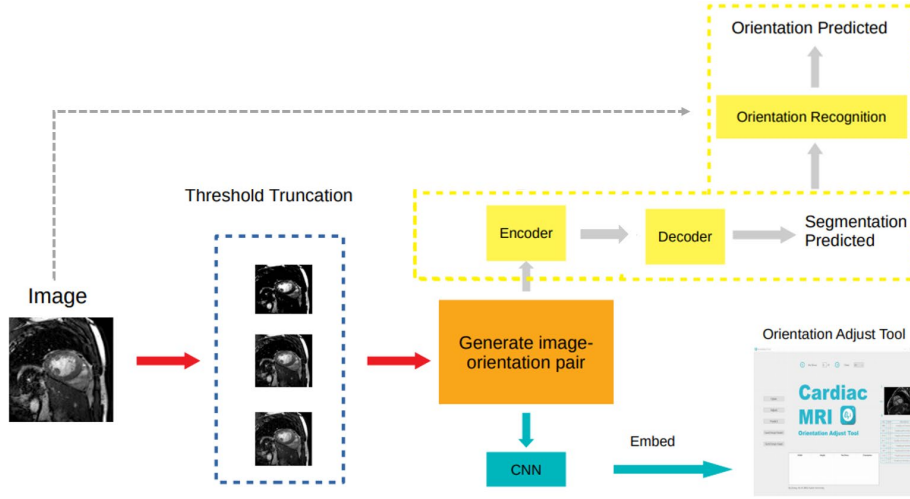 Orientation Predicted
Orientation Recognition
Threshold Truncation
Encoder
Decoder
Segmentation
Predicted
Image
Generate image-
orientation pair
Orientation Adjust Tool
Cardiac
MRI
Orientation Adjust Tool
Embed
CNN